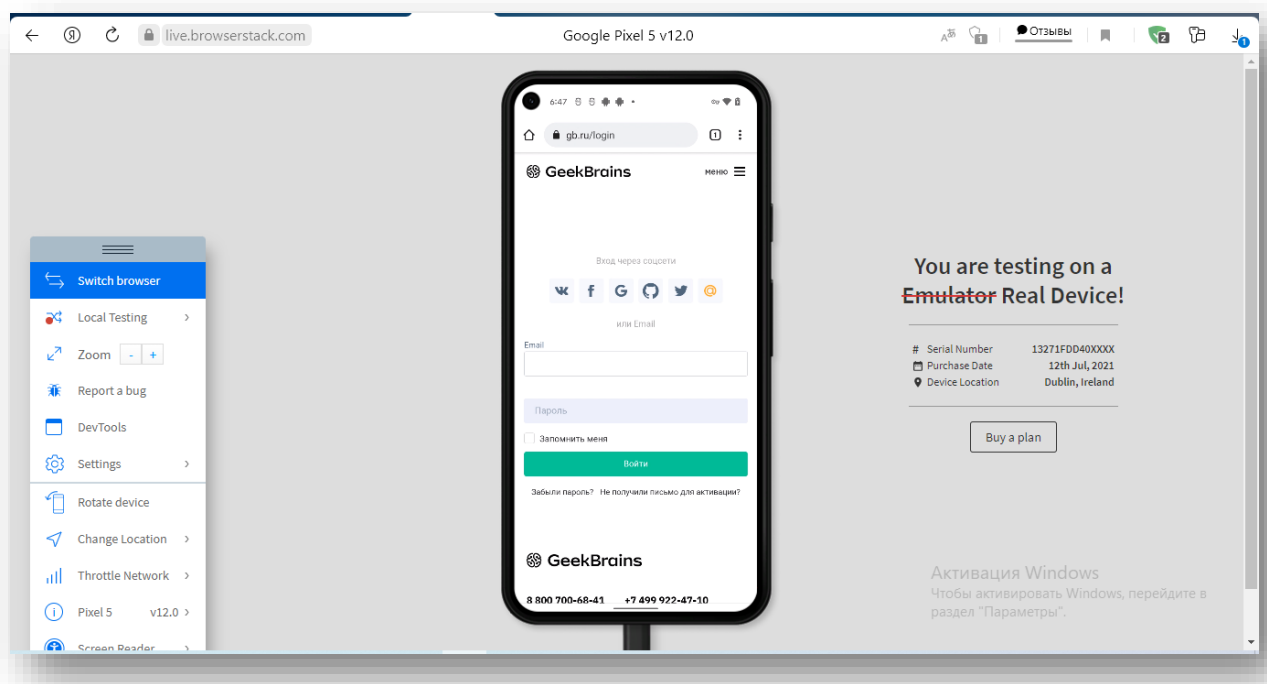 live.browserstack.com
Google Pixel 5 v12.0
1
Отзывы
2
1
6:47
gb.ru/login
1
GeekBrains
меню
Вход через соцсети
или Email
Email
Пароль
Запомнить меня
Войти
Забыли пароль? Не получили письмо для активации?
GeekBrains
8 800 700-68-41 +7 499 922-47-10
Switch browser
Local Testing
Zoom - +
Report a bug
DevTools
Settings
Rotate device
Change Location
Throttle Network
Pixel 5 v12.0
Screen Reader
You are testing on a
Emulator Real Device!
# Serial Number 13271FDD40XXXX
Purchase Date 12th Jul, 2021
Device Location Dublin, Ireland
Buy a plan
Активация Windows
Чтобы активировать Windows, перейдите в
раздел "Параметры".